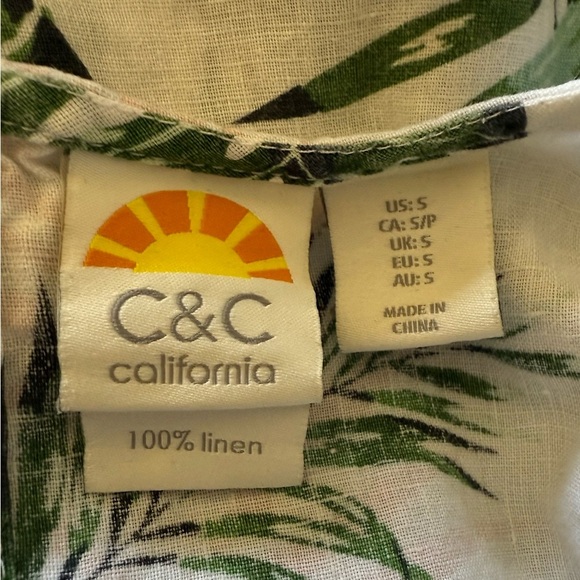 C&C
california
100% linen
US: S
CA: S/P
UK: S
EU: S
AU: S
MADE IN
CHINA